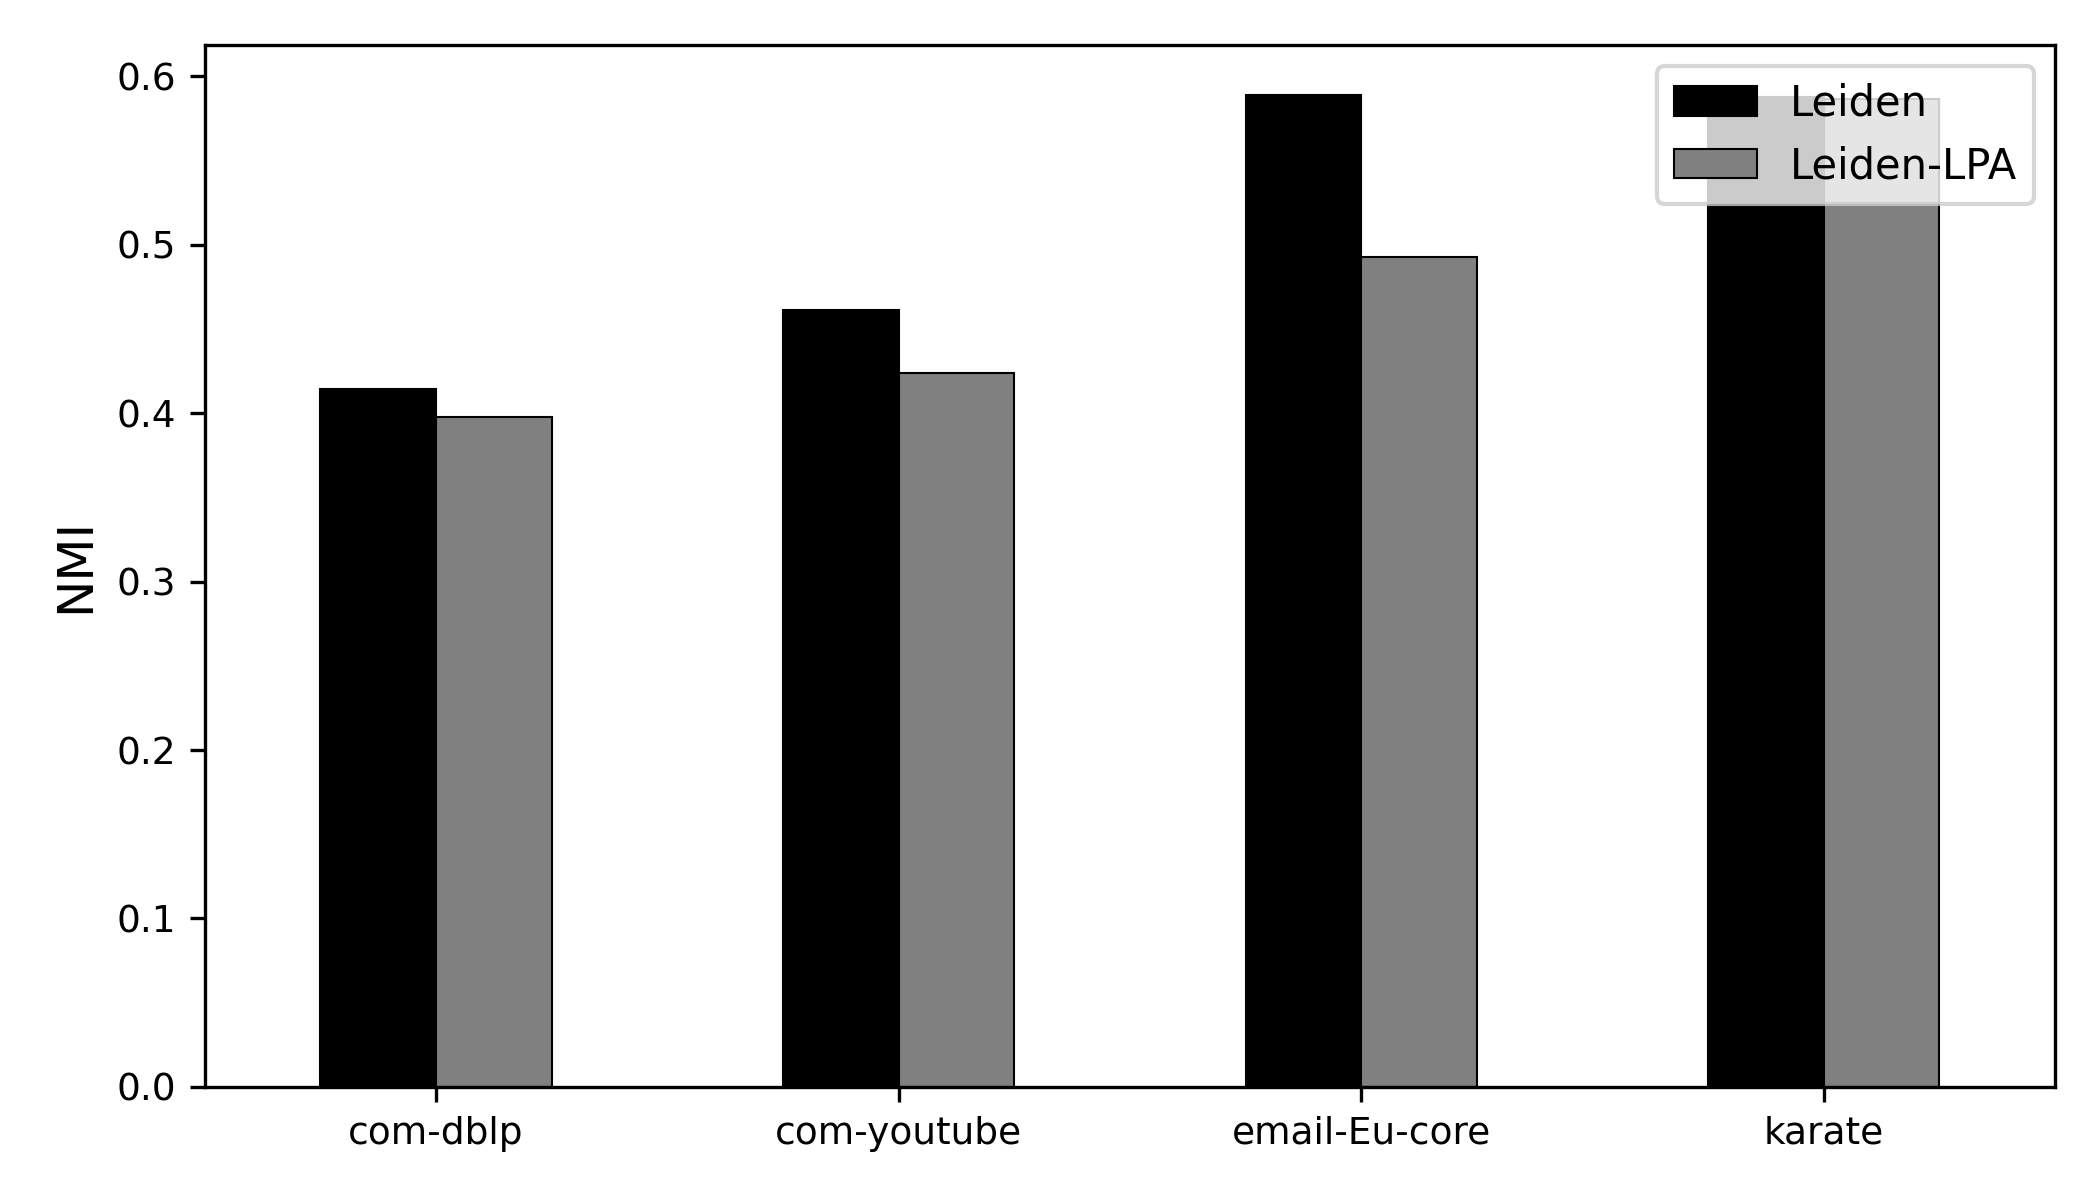 0.6
0.5
0.4
0.3
0.2
0.1
0.0
NMI
Leiden
Leiden-LPA
com-dblp
com-youtube
email-Eu-core
karate